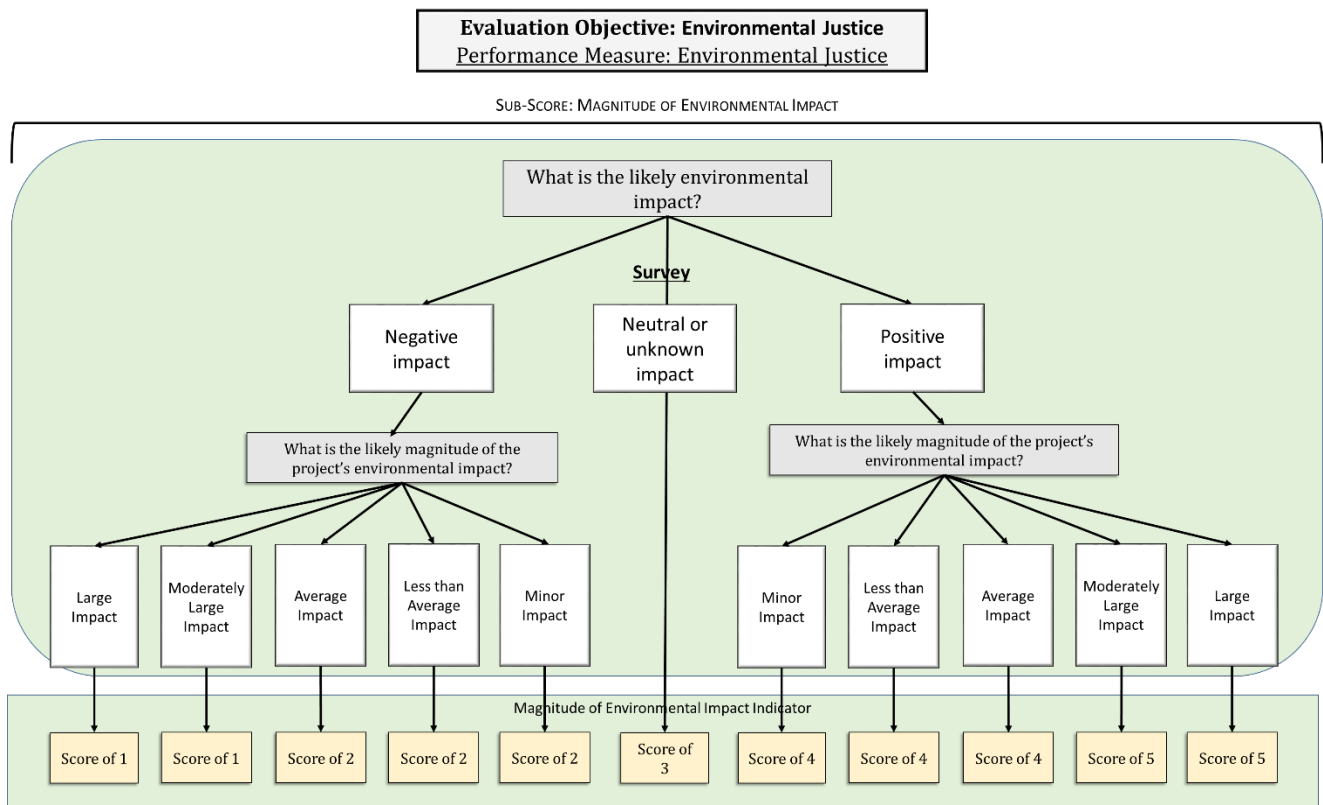 Evaluation Objective: Environmental Justice
Performance Measure: Environmental Justice
SUB-SCORE: MAGNITUDE OF ENVIRONMENTAL IMPACT
What is the likely environmental
impact?
Survey
Negative
impact
Neutral or
unknown
impact
Positive
impact
What is the likely magnitude of the
project’s environmental impact?
What is the likely magnitude of the project’s
environmental impact?
Large
Impact
Moderately
Large
Impact
Average
Impact
Less than
Average
Impact
Minor
Impact
Minor
Impact
Less than
Average
Impact
Average
Impact
Moderately
Large
Impact
Large
Impact
Magnitude of Environmental Impact Indicator
Score of 1
Score of 1
Score of 2
Score of 2
Score of 2
Score of
3
Score of 4
Score of 4
Score of 4
Score of 5
Score of 5